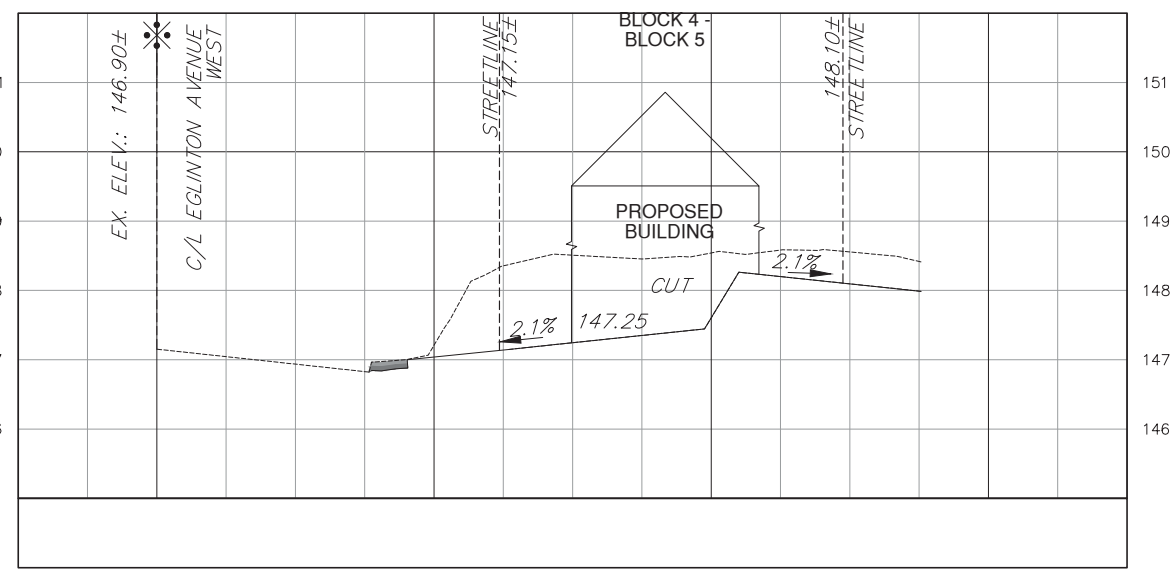 EX. ELEV.: 146.90±
C/L EGLINTON AVENUE
WEST
STREETLINE
147.15±
BLOCK 4 -
BLOCK 5
148.10±
STREETLINE
151
150
149
148
147
146
PROPOSED
BUILDING
CUT
2.1%
147.25
2.1%